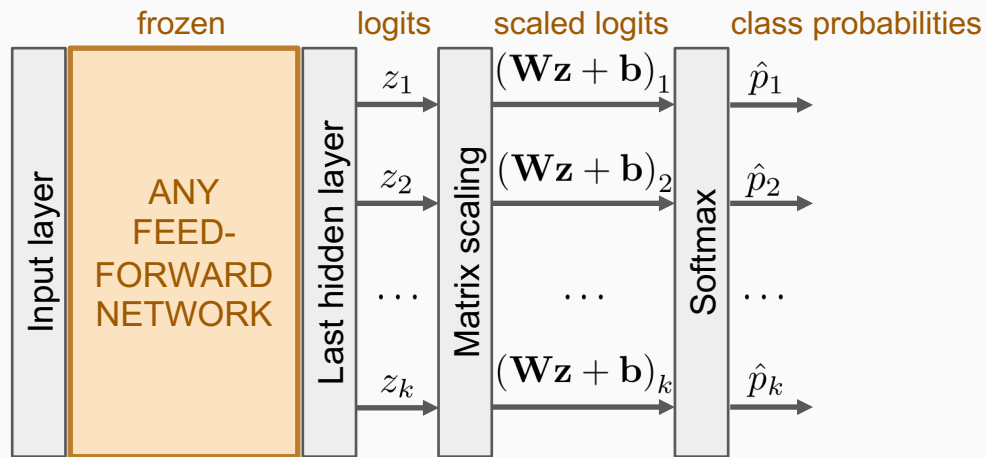 frozen
logits
scaled logits
class probabilities
Input layer
ANY
FEED-
FORWARD
NETWORK
Last hidden layer
z₁
z₂
...
zₖ
Matrix scaling
(Wz + b)₁
(Wz + b)₂
...
(Wz + b)ₖ
Softmax
p̂₁
p̂₂
...
p̂ₖ